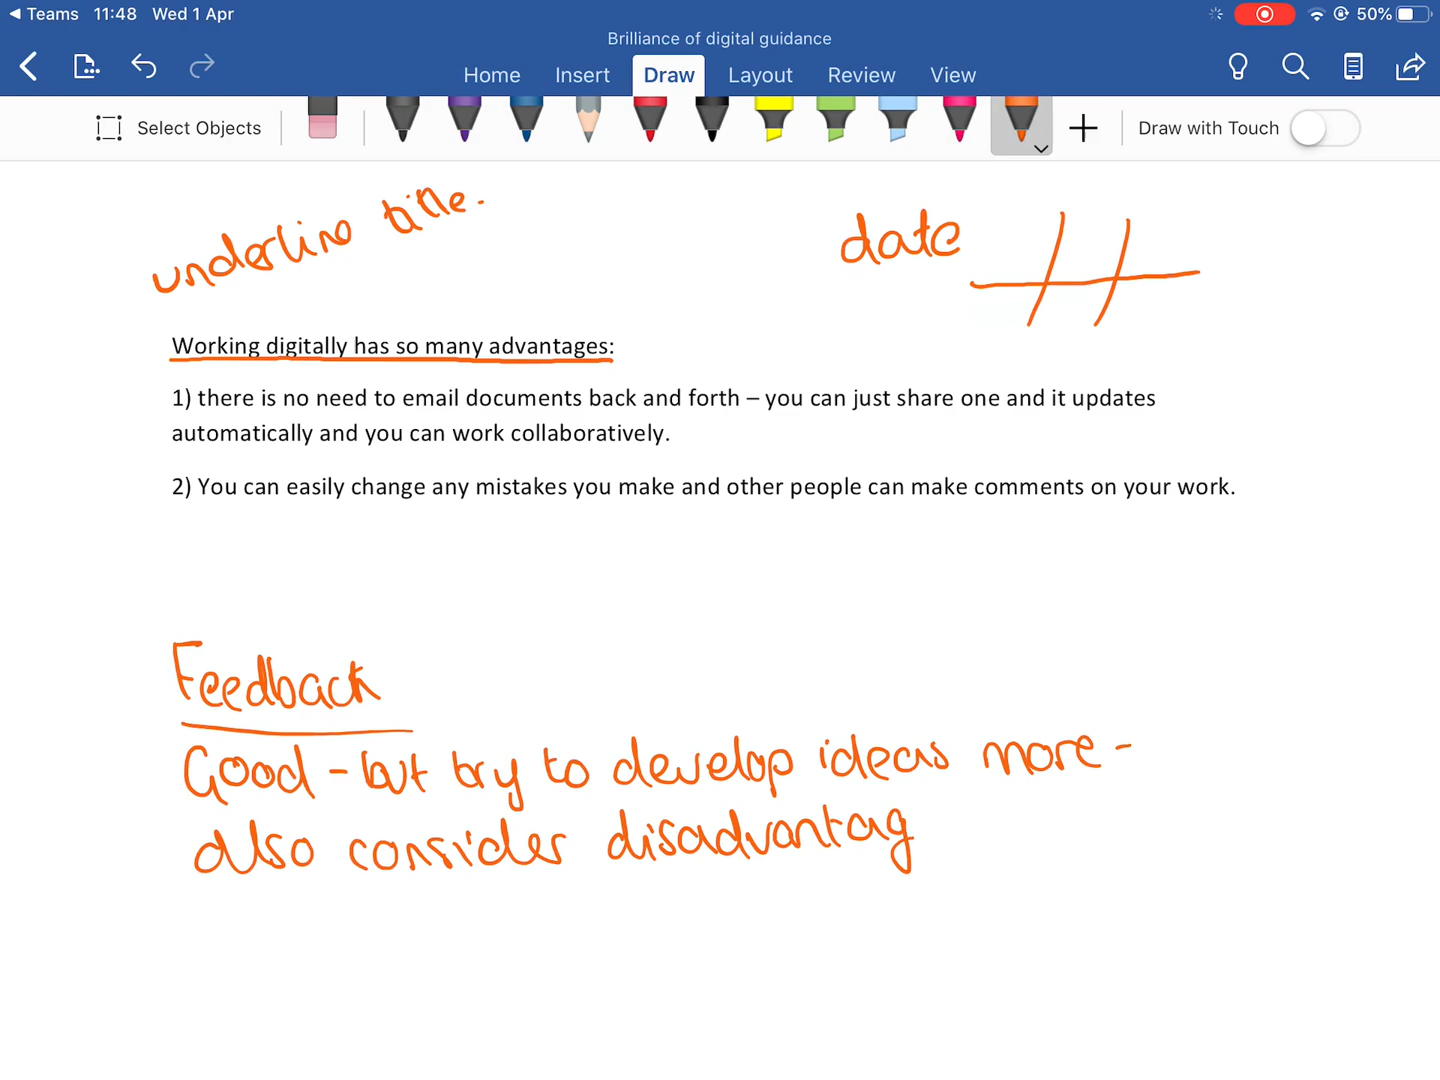 Teams 11:48 Wed 1 Apr 50%
Brilliance of digital guidance
Home Insert Draw Layout Review View
Select Objects Draw with Touch
underline title.
date
Working digitally has so many advantages:
1) there is no need to email documents back and forth – you can just share one and it updates
automatically and you can work collaboratively.
2) You can easily change any mistakes you make and other people can make comments on your work.
Feedback
Good - but try to develop ideas more -
also consider disadvantag